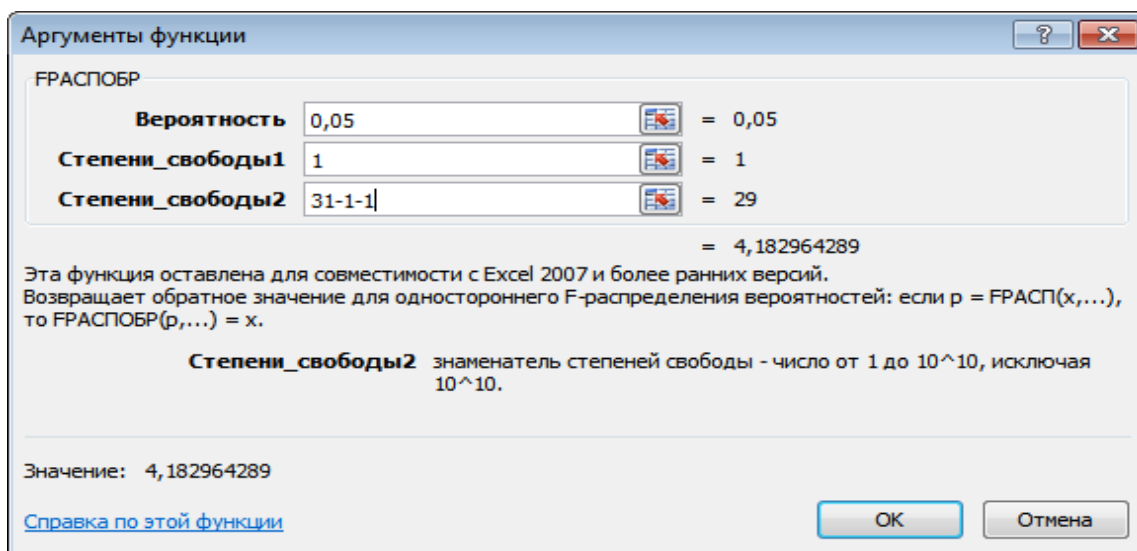 Аргументы функции
FРАСПОБР
Вероятность 0,05 = 0,05
Степени_свободы1 1 = 1
Степени_свободы2 31-1-1 = 29
= 4,182964289
Эта функция оставлена для совместимости с Excel 2007 и более ранних версий.
Возвращает обратное значение для одностороннего F-распределения вероятностей: если p = FРАСП(x,...),
то FРАСПОБР(p,...) = x.
Степени_свободы2 знаменатель степеней свободы - число от 1 до 10^10, исключая
10^10.
Значение: 4,182964289
Справка по этой функции ОК Отмена